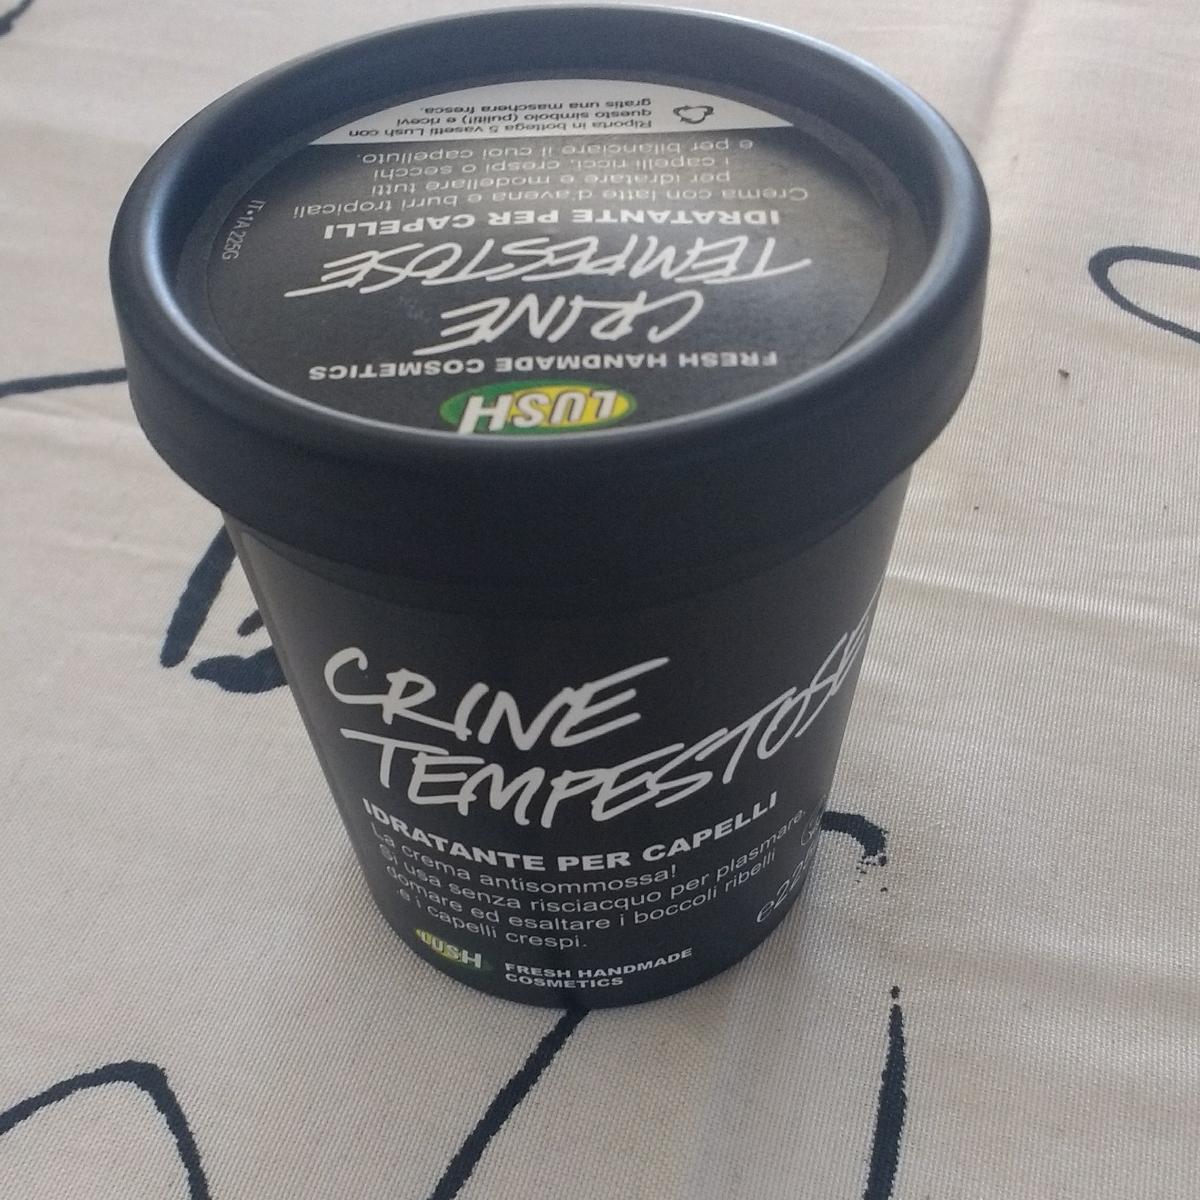 LUSH
FRESH HANDMADE COSMETICS
CRINE
TEMPESTOSE
IDRATANTE PER CAPELLI
Crema con latte d'avena e burri tropicali
per idratare e modellare tutti
i capelli ricci, crespi o secchi
e per bilanciare il cuoi capelluto.
Riporta in bottega 5 vasetti Lush con
questo simbolo (puliti!) e ricevi
gratis una maschera fresca.
IT•1A 225G
CRINE
TEMPESTOSE
IDRATANTE PER CAPELLI
La crema antisommossa!
Si usa senza risciacquo per plasmare,
domare ed esaltare i boccoli ribelli
e i capelli crespi.
LUSH
FRESH HANDMADE
COSMETICS